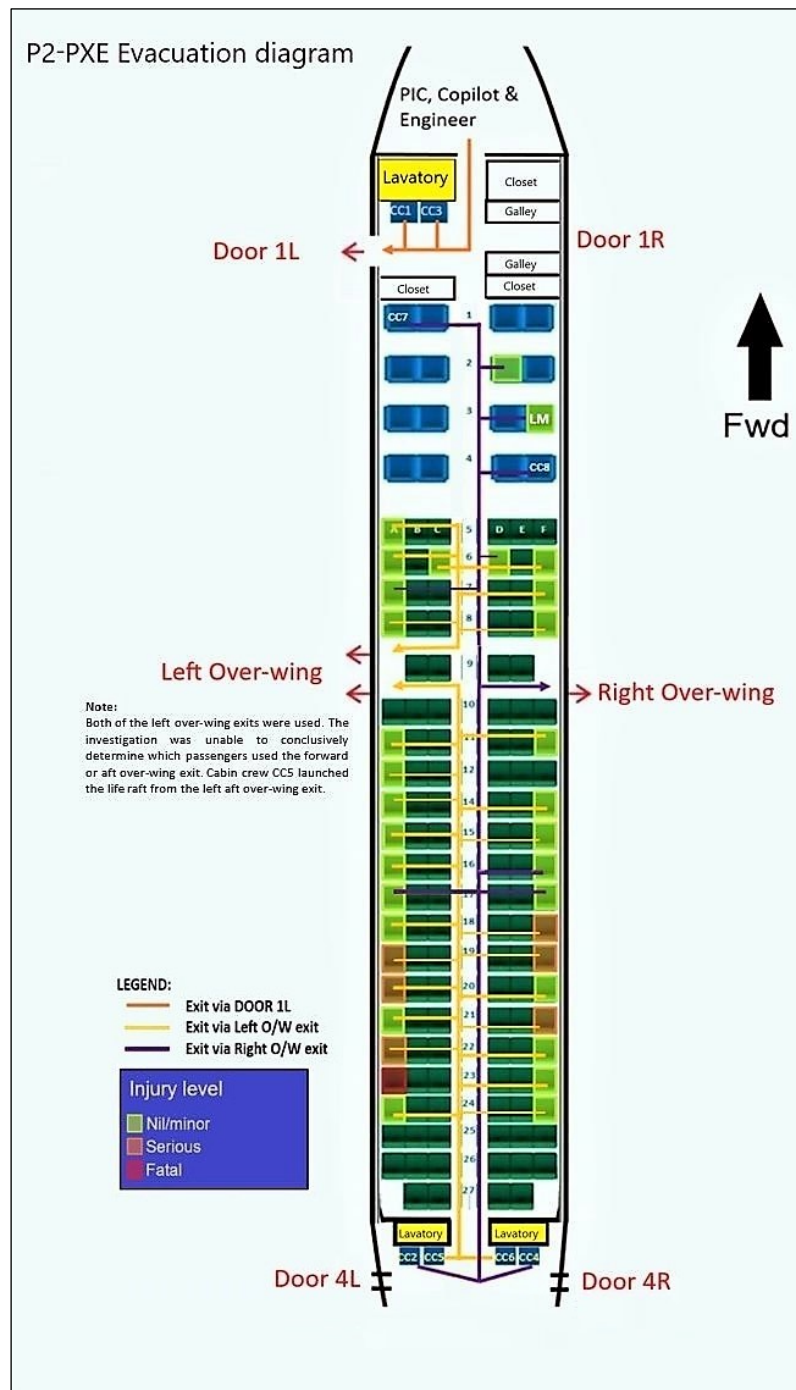 P2-PXE Evacuation diagram
PIC, Copilot &
Engineer
Lavatory
Closet
CC1 CC3
Galley
Door 1L
Door 1R
Galley
Closet
Closet
CC7
1
2
3
LM
4
CC8
Fwd
A B C
5
D E F
6
7
8
Left Over-wing
9
Right Over-wing
10
Note:
Both of the left over-wing exits were used. The
investigation was unable to conclusively
determine which passengers used the forward
or aft over-wing exit. Cabin crew CC5 launched
the life raft from the left aft over-wing exit.
11
12
14
15
16
17
18
19
20
21
22
23
24
25
26
27
LEGEND:
Exit via DOOR 1L
Exit via Left O/W exit
Exit via Right O/W exit
Injury level
Nil/minor
Serious
Fatal
Lavatory
Lavatory
CC2 CC5
CC6 CC4
Door 4L
Door 4R